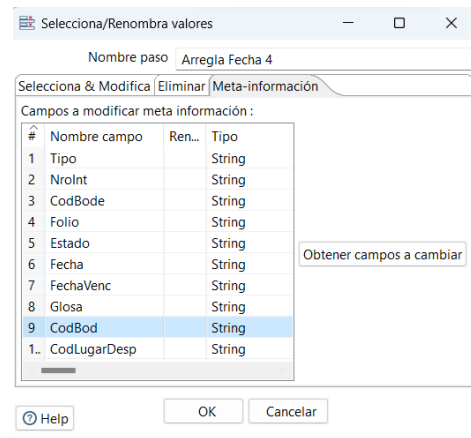 Selecciona/Renombra valores
Nombre paso Arregla Fecha 4
Selecciona & Modifica Eliminar Meta-información
Campos a modificar meta información :
# Nombre campo Ren... Tipo
1 Tipo String
2 NroInt String
3 CodBode String
4 Folio String
5 Estado String
6 Fecha String
7 FechaVenc String
8 Glosa String
9 CodBod String
1.. CodLugarDesp String
Obtener campos a cambiar
Help OK Cancelar